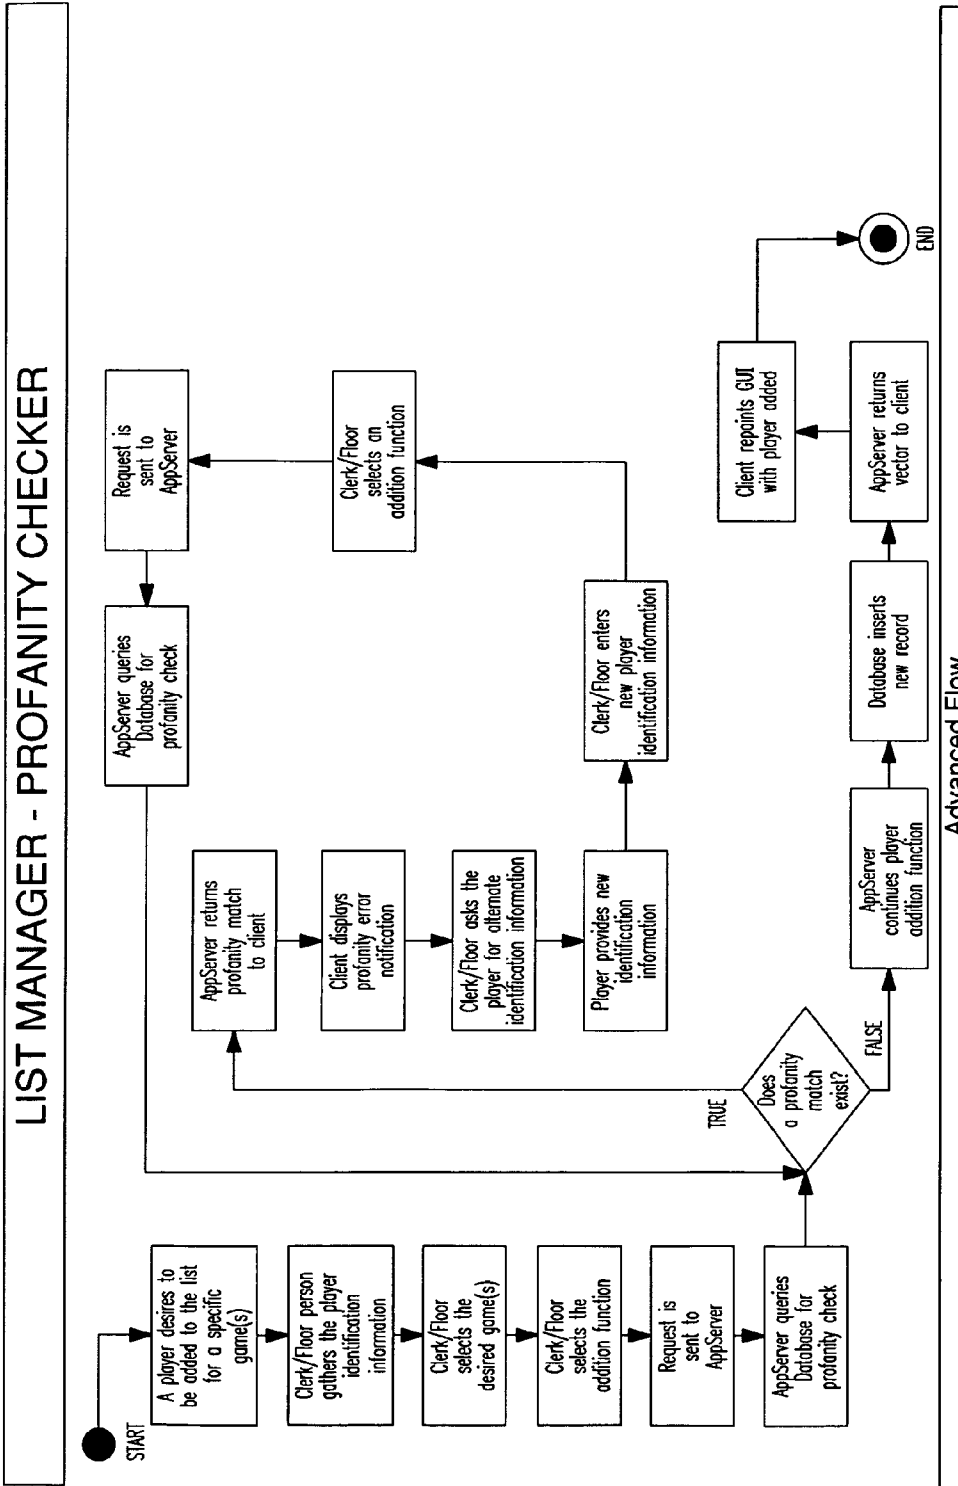 LIST MANAGER - PROFANITY CHECKER
START
A player desires to
be added to the list
for a specific
game(s)
Clerk/Floor person
gathers the player
identification
information
Clerk/Floor
selects the
desired game(s)
Clerk/Floor
selects the
addition function
Request is
sent to
AppServer
AppServer queries
Database for
profanity check
Does
a profanity
match
exist?
TRUE
FALSE
AppServer returns
profanity match
to client
Client displays
profanity error
notification
Clerk/Floor asks the
player for alternate
identification information
Player provides new
identification
information
Clerk/Floor enters
new player
identification information
Clerk/Floor
selects an
addition function
Request is
sent to
AppServer
AppServer queries
Database for
profanity check
AppServer
continues player
addition function
Database inserts
new record
AppServer returns
vector to client
Client repaints GUI
with player added
END
Advanced Flow